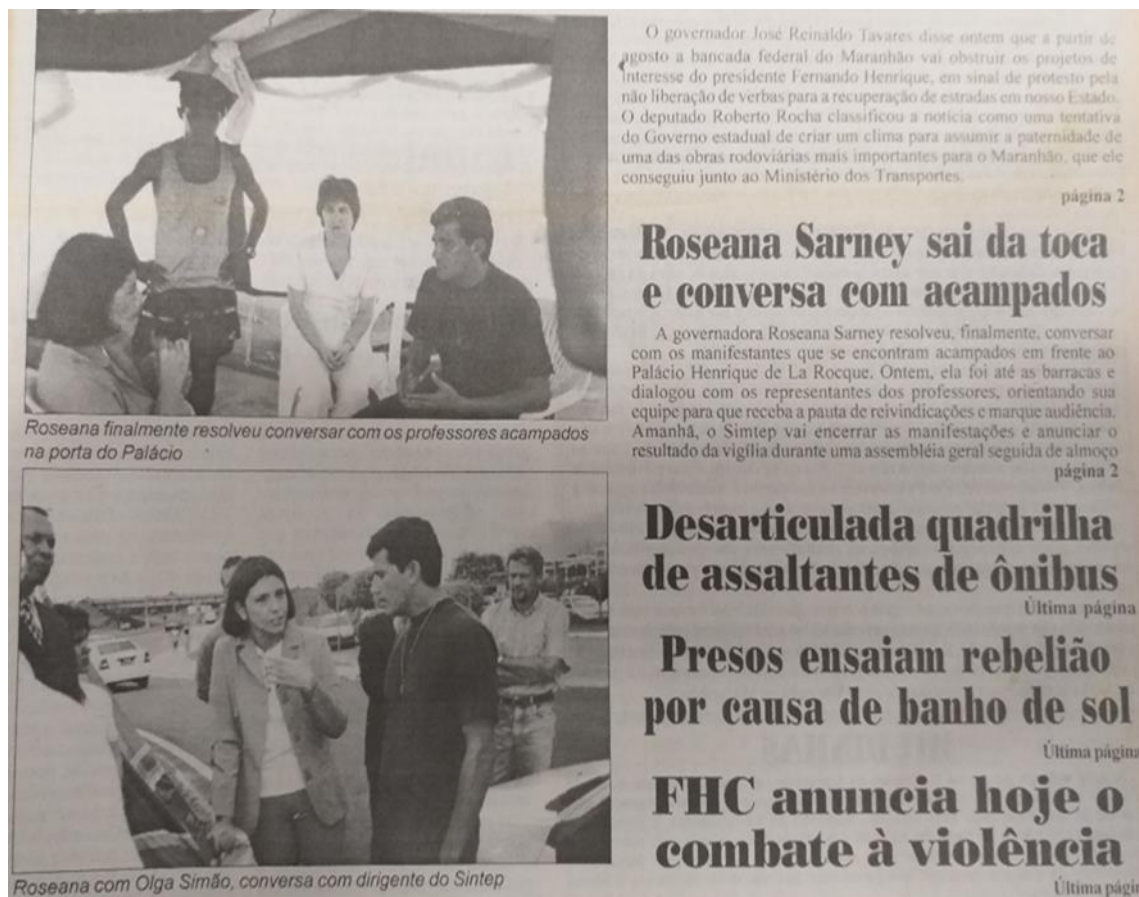 Roseana finalmente resolveu conversar com os professores acampados
na porta do Palácio
Roseana com Olga Simão, conversa com dirigente do Sintep
O governador José Reinaldo Tavares disse ontem que a partir de
agosto a bancada federal do Maranhão vai obstruir os projetos de
interesse do presidente Fernando Henrique, em sinal de protesto pela
não liberação de verbas para a recuperação de estradas em nosso Estado.
O deputado Roberto Rocha classificou a notícia como uma tentativa
do Governo estadual de criar um clima para assumir a paternidade de
uma das obras rodoviárias mais importantes para o Maranhão, que ele
conseguiu junto ao Ministério dos Transportes.
página 2
Roseana Sarney sai da toca
e conversa com acampados
A governadora Roseana Sarney resolveu, finalmente, conversar
com os manifestantes que se encontram acampados em frente ao
Palácio Henrique de La Rocque. Ontem, ela foi até as barracas e
dialogou com os representantes dos professores, orientando sua
equipe para que receba a pauta de reivindicações e marque audiência.
Amanhã, o Simtep vai encerrar as manifestações e anunciar o
resultado da vigília durante uma assembléia geral seguida de almoço
página 2
Desarticulada quadrilha
de assaltantes de ônibus
Última página
Presos ensaiam rebelião
por causa de banho de sol
Última página
FHC anuncia hoje o
combate à violência
Última págin